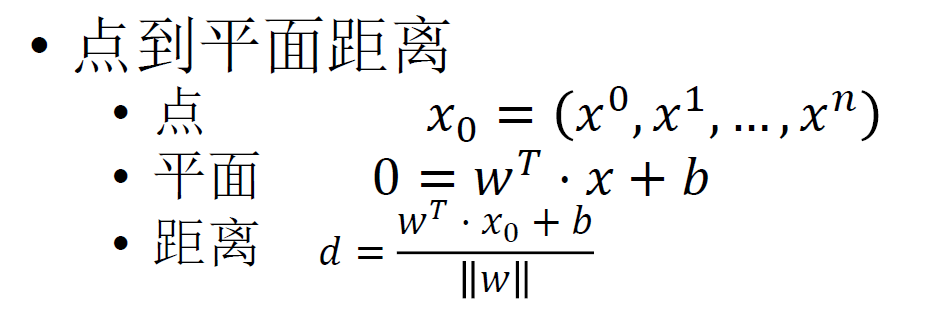 • 点到平面距离
• 点 x₀ = (x⁰, x¹, ..., xⁿ)
• 平面 0 = wᵀ · x + b
• 距离 d = (wᵀ · x₀ + b) / ‖w‖